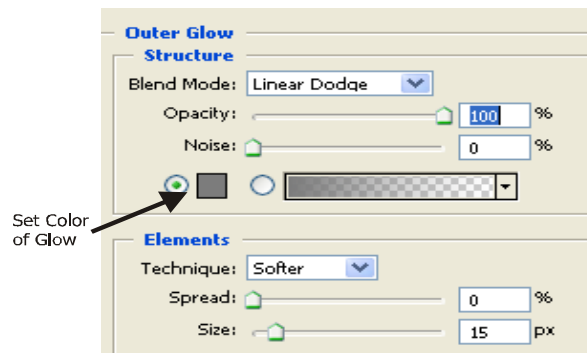 Outer Glow
Structure
Blend Mode: Linear Dodge
Opacity: 100 %
Noise: 0 %
Set Color
of Glow
Elements
Technique: Softer
Spread: 0 %
Size: 15 px